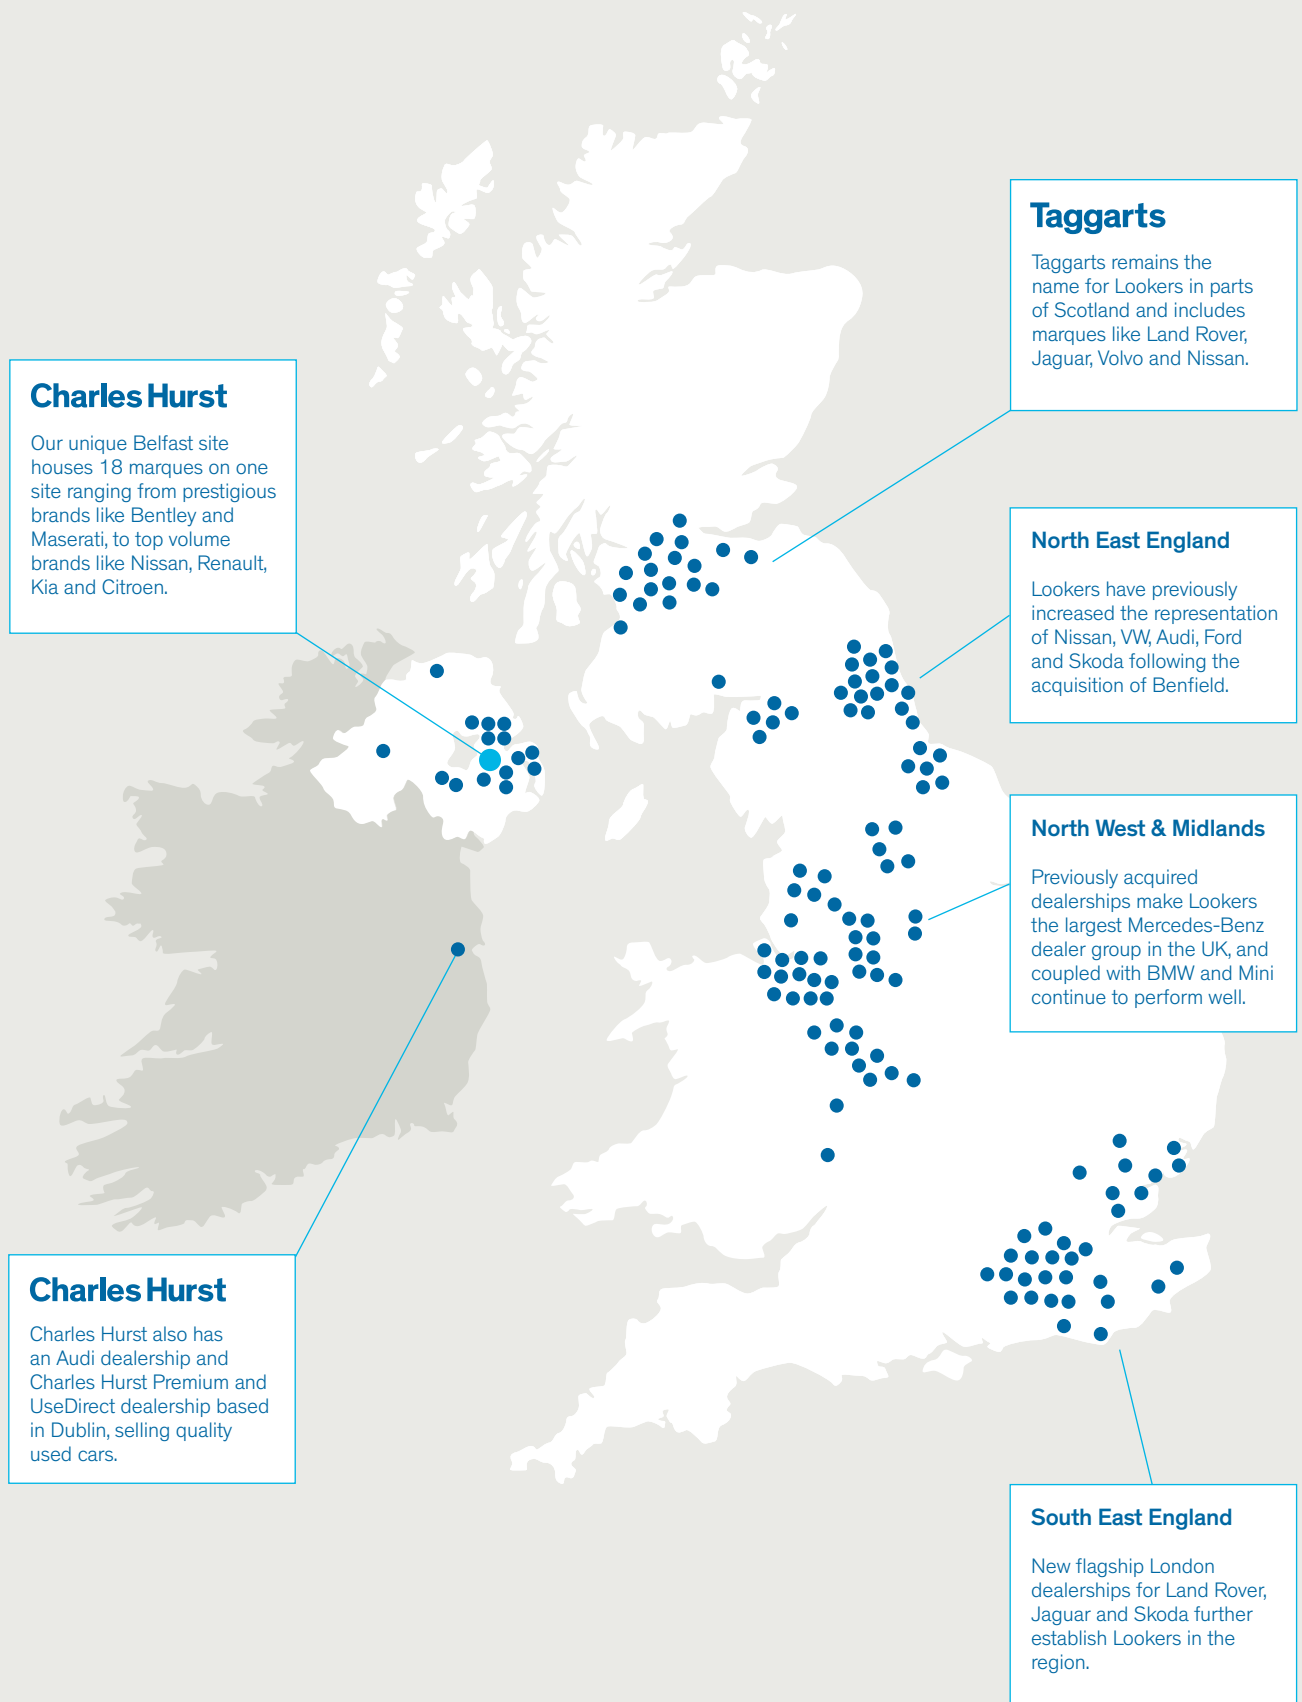 Taggarts
Taggarts remains the
name for Lookers in parts
of Scotland and includes
marques like Land Rover,
Jaguar, Volvo and Nissan.
Charles Hurst
Our unique Belfast site
houses 18 marques on one
site ranging from prestigious
brands like Bentley and
Maserati, to top volume
brands like Nissan, Renault,
Kia and Citroen.
North East England
Lookers have previously
increased the representation
of Nissan, VW, Audi, Ford
and Skoda following the
acquisition of Benfield.
North West & Midlands
Previously acquired
dealerships make Lookers
the largest Mercedes-Benz
dealer group in the UK, and
coupled with BMW and Mini
continue to perform well.
Charles Hurst
Charles Hurst also has
an Audi dealership and
Charles Hurst Premium and
UseDirect dealership based
in Dublin, selling quality
used cars.
South East England
New flagship London
dealerships for Land Rover,
Jaguar and Skoda further
establish Lookers in the
region.